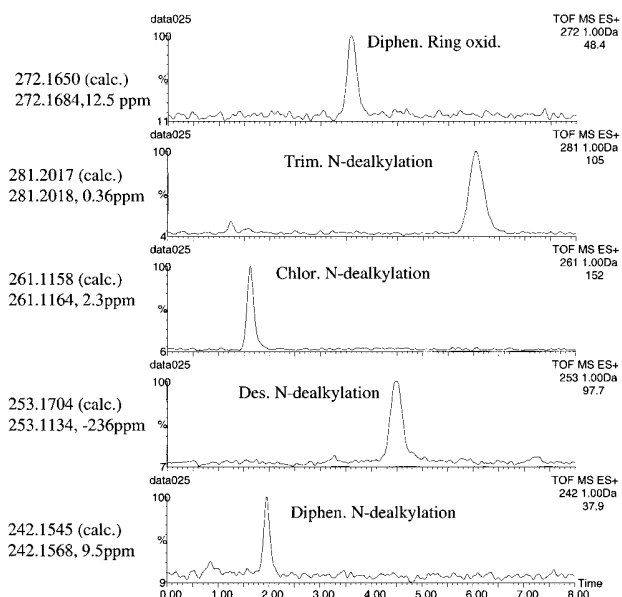 data025
TOF MS ES+
272 1.00Da
48.4
100
%
11
Diphen. Ring oxid.
272.1650 (calc.)
272.1684,12.5 ppm
data025
TOF MS ES+
281 1.00Da
105
100
%
4
Trim. N-dealkylation
281.2017 (calc.)
281.2018, 0.36ppm
data025
TOF MS ES+
261 1.00Da
152
100
%
6
Chlor. N-dealkylation
261.1158 (calc.)
261.1164, 2.3ppm
data025
TOF MS ES+
253 1.00Da
97.7
100
%
7
Des. N-dealkylation
253.1704 (calc.)
253.1134, -236ppm
data025
TOF MS ES+
242 1.00Da
37.9
100
%
9
Diphen. N-dealkylation
242.1545 (calc.)
242.1568, 9.5ppm
Time
0.00 1.00 2.00 3.00 4.00 5.00 6.00 7.00 8.00